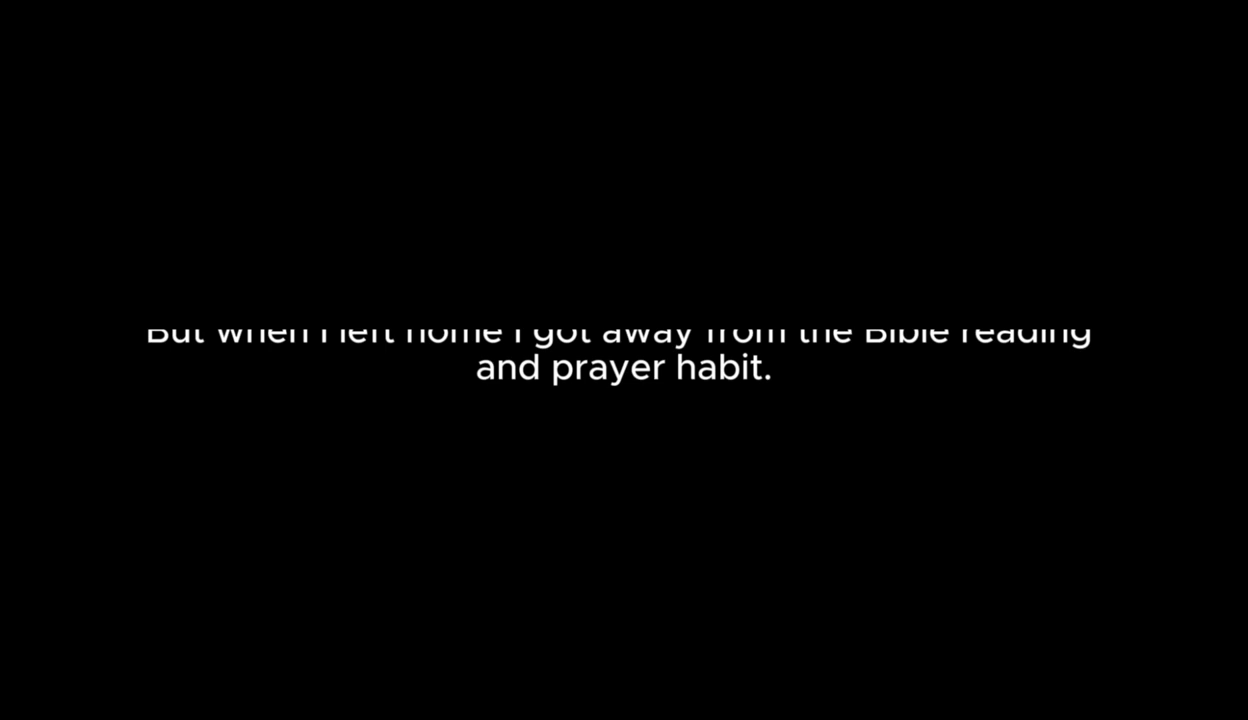 But when I left home I got away from the Bible reading
and prayer habit.